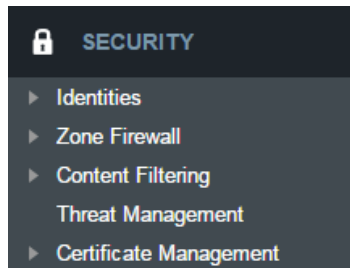 SECURITY
Identities
Zone Firewall
Content Filtering
Threat Management
Certificate Management